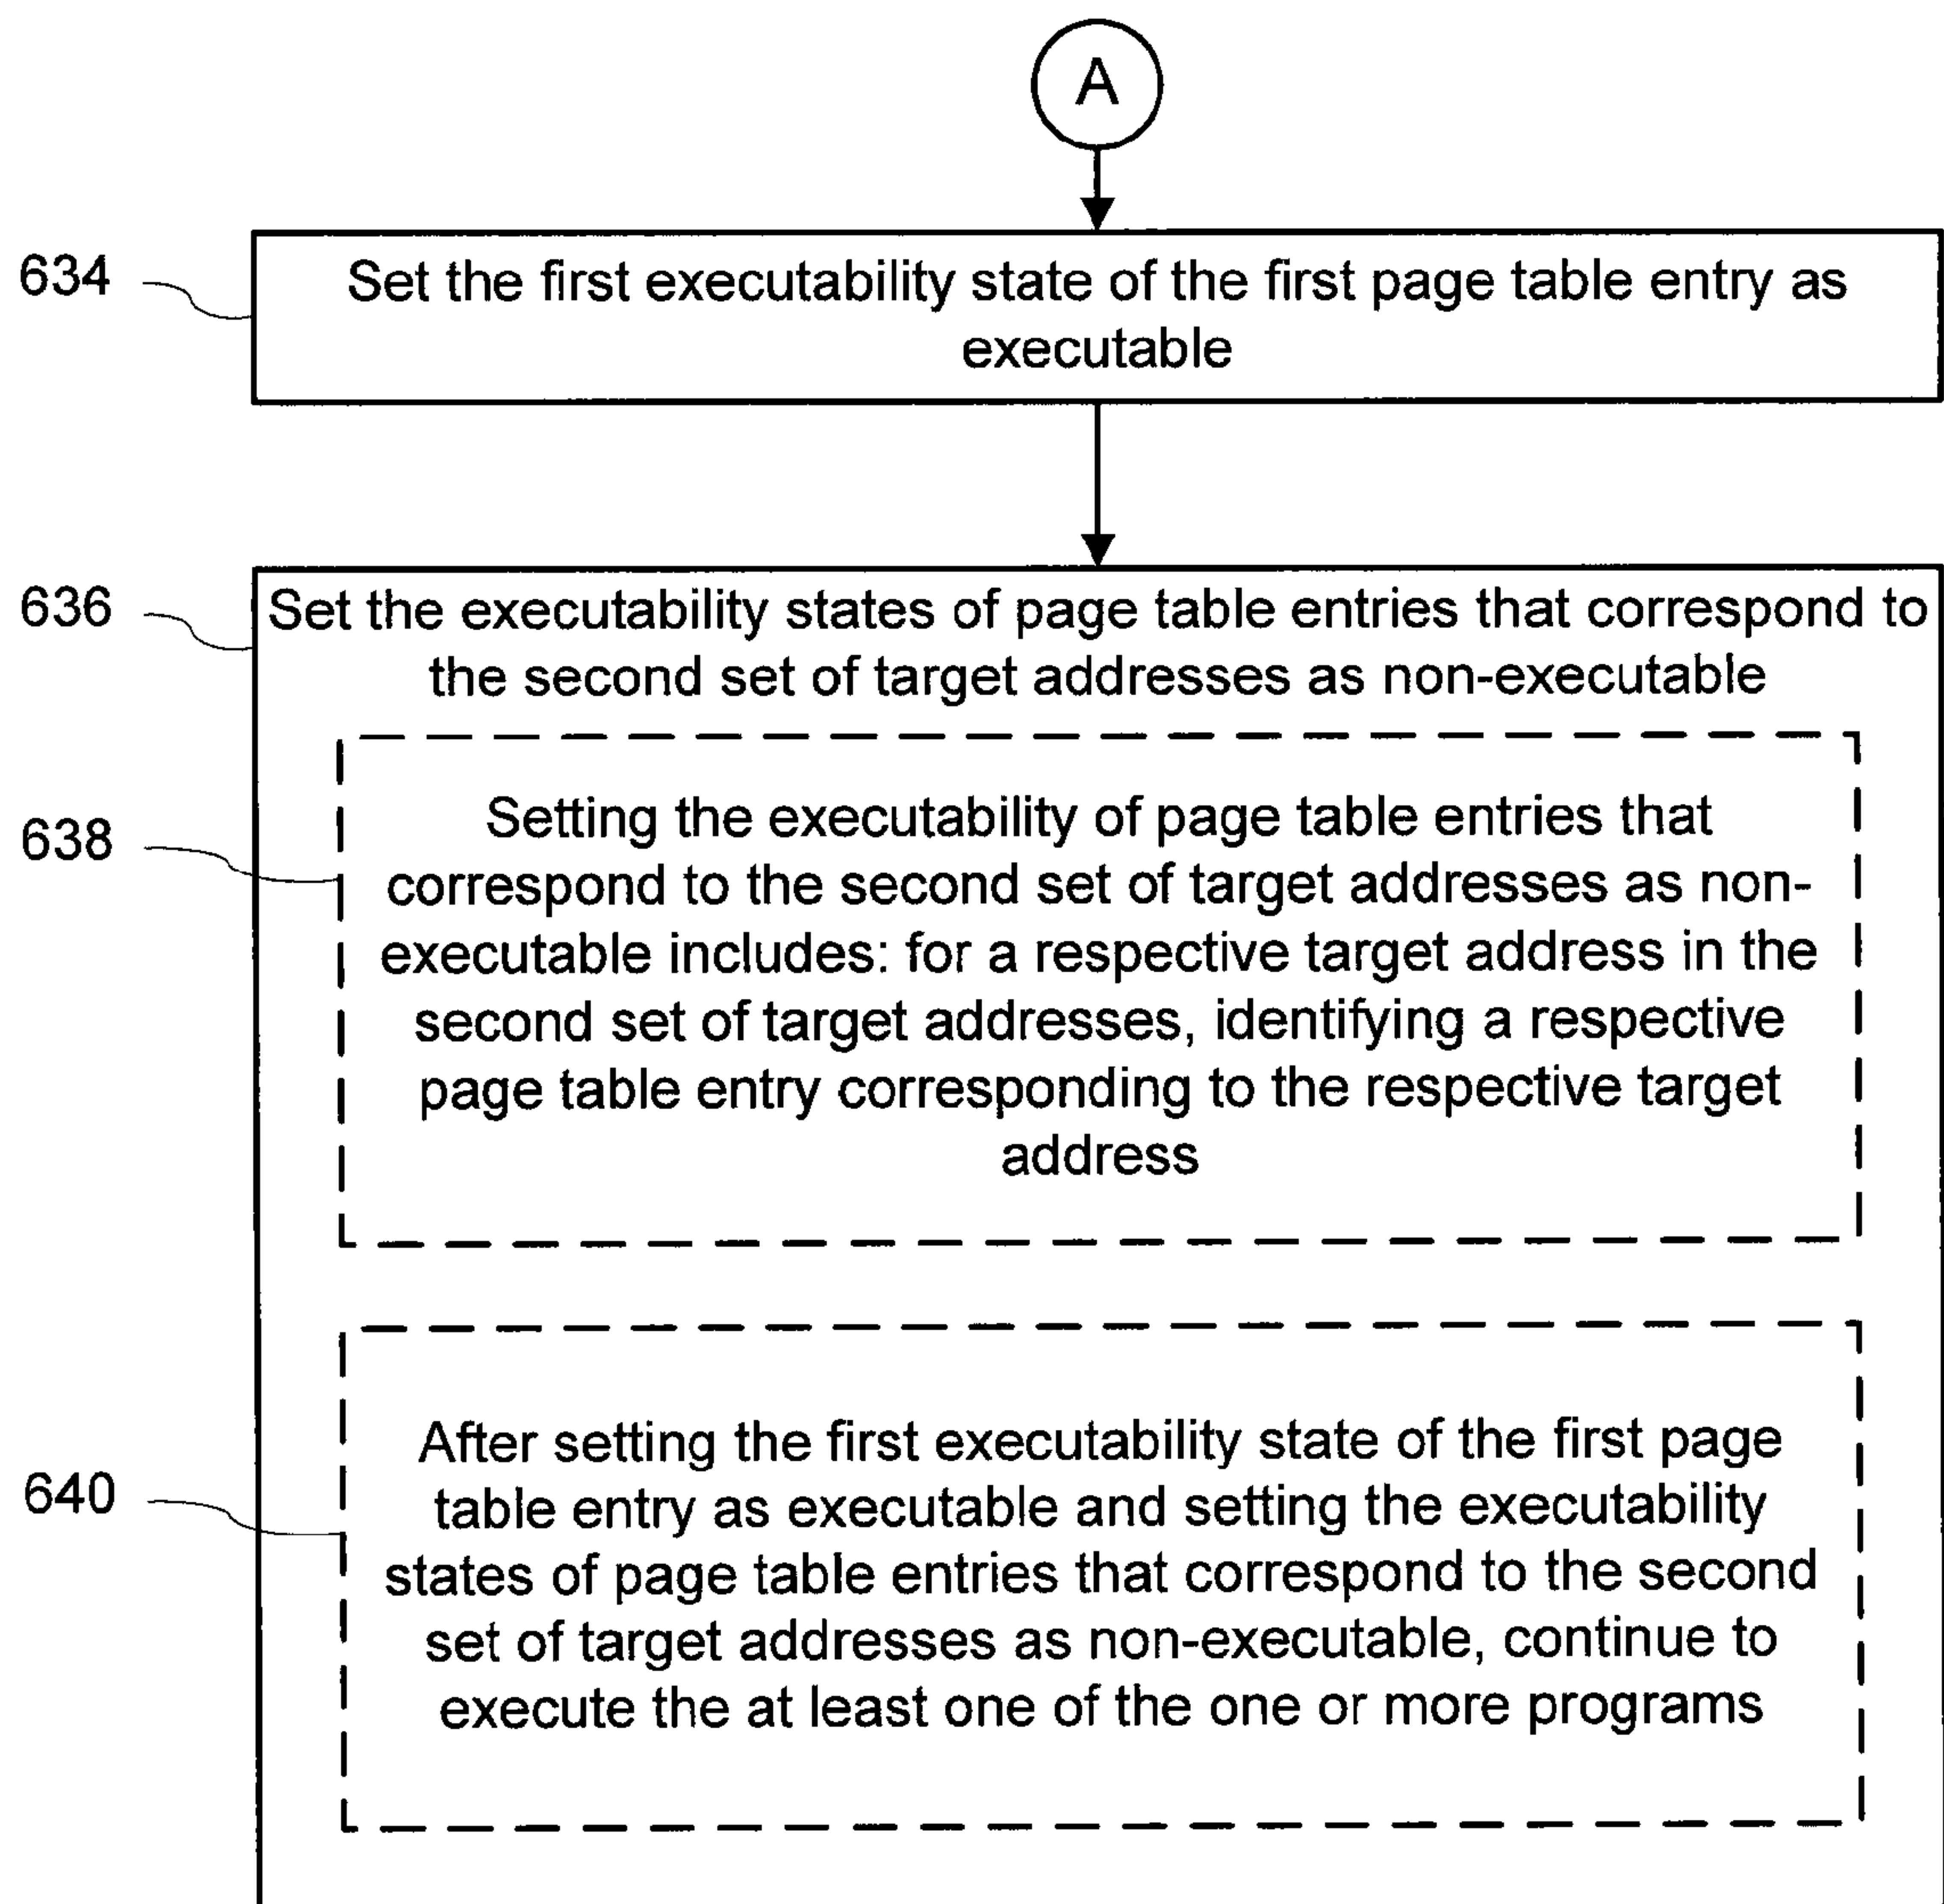 A
634
Set the first executability state of the first page table entry as
executable
636
Set the executability states of page table entries that correspond to
the second set of target addresses as non-executable
638
Setting the executability of page table entries that
correspond to the second set of target addresses as non-
executable includes: for a respective target address in the
second set of target addresses, identifying a respective
page table entry corresponding to the respective target
address
640
After setting the first executability state of the first page
table entry as executable and setting the executability
states of page table entries that correspond to the second
set of target addresses as non-executable, continue to
execute the at least one of the one or more programs